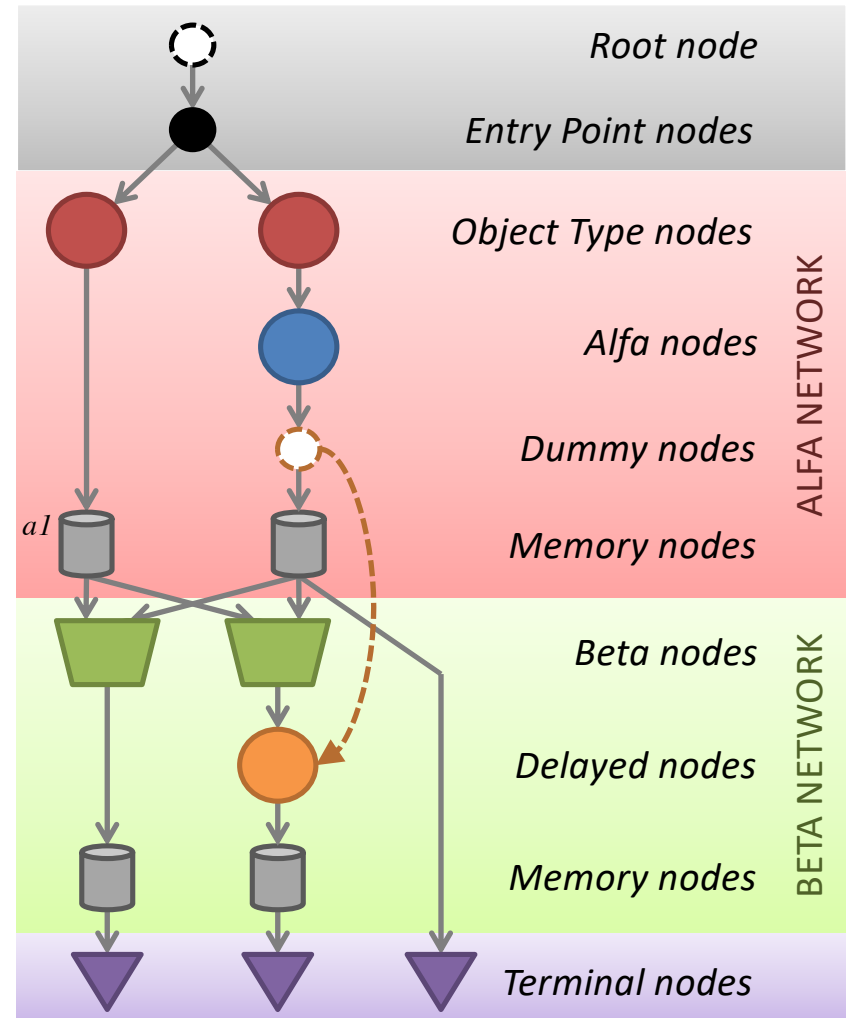 Root node
Entry Point nodes
Object Type nodes
Alfa nodes
Dummy nodes
a1
Memory nodes
ALFA NETWORK
Beta nodes
Delayed nodes
Memory nodes
BETA NETWORK
Terminal nodes